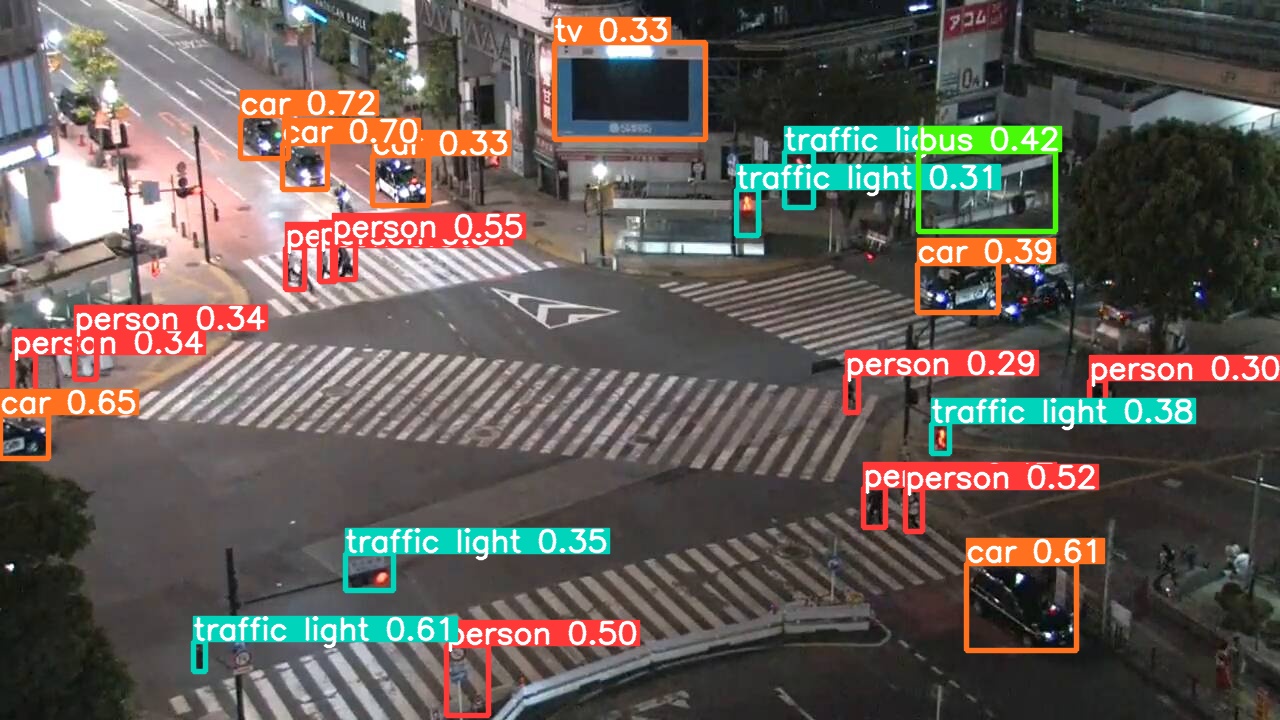 AMERICAN EAGLE
tv 0.33
アコム
car 0.72
car 0.70
0.33
traffic li
bus 0.42
traffic light 0.31
person 0.55
car 0.39
person 0.34
person 0.34
person 0.29
person 0.30
car 0.65
traffic light 0.38
pe
person 0.52
traffic light 0.35
car 0.61
traffic light 0.61
person 0.50